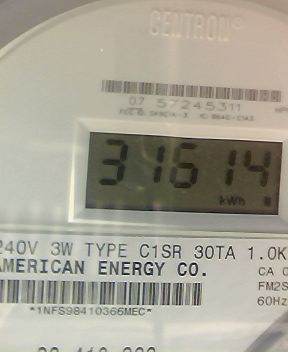 CENTRON®
07 57245311
31614
kWh
240V 3W TYPE C1SR 30TA 1.0K
AMERICAN ENERGY CO.
CA
FM2S
60Hz
*1NFS98410366MEC*